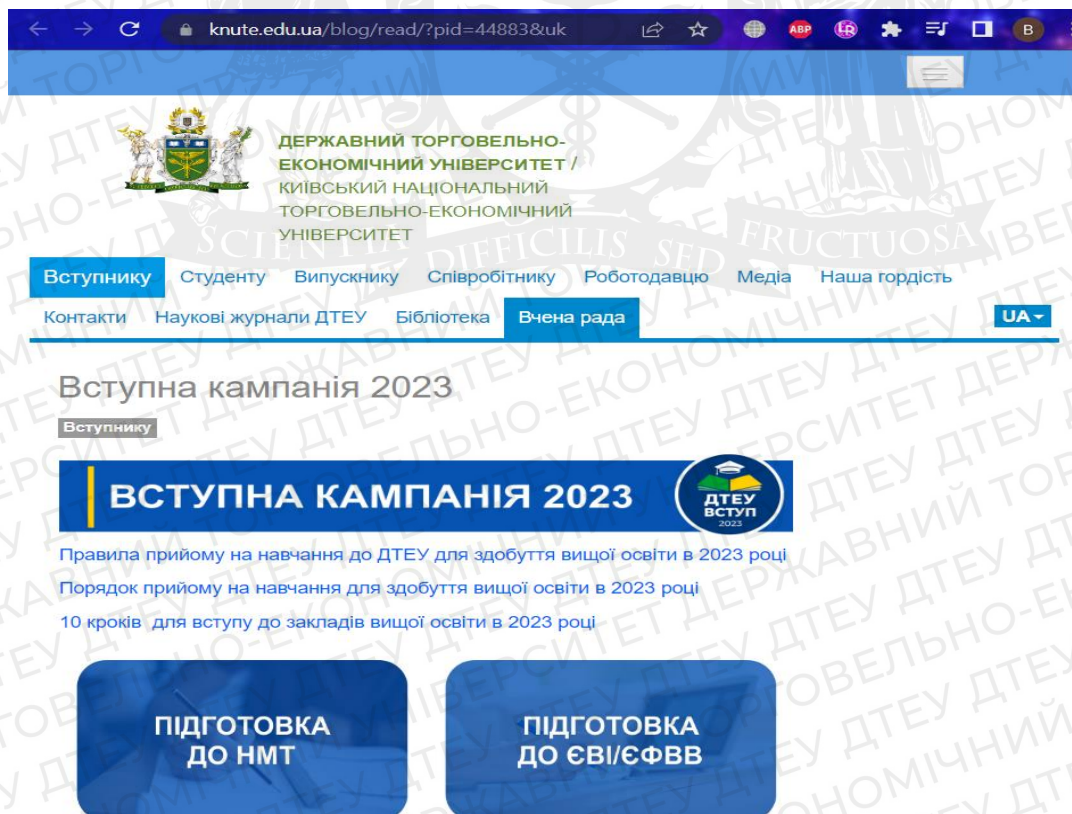 knute.edu.ua/blog/read/?pid=44883&uk
ABP
B
ДЕРЖАВНИЙ ТОРГОВЕЛЬНО-
ЕКОНОМІЧНИЙ УНІВЕРСИТЕТ /
КИЇВСЬКИЙ НАЦІОНАЛЬНИЙ
ТОРГОВЕЛЬНО-ЕКОНОМІЧНИЙ
УНІВЕРСИТЕТ
SCIENTIA DIFFICILIS SED FRUCTUOSA
Вступнику Студенту Випускнику Співробітнику Роботодавцю Медіа Наша гордість
Контакти Наукові журнали ДТЕУ Бібліотека Вчена рада UA
Вступна кампанія 2023
Вступнику
ВСТУПНА КАМПАНІЯ 2023
ДТЕУ
ВСТУП
2023
Правила прийому на навчання до ДТЕУ для здобуття вищої освіти в 2023 році
Порядок прийому на навчання для здобуття вищої освіти в 2023 році
10 кроків для вступу до закладів вищої освіти в 2023 році
ПІДГОТОВКА
ДО НМТ
ПІДГОТОВКА
ДО ЄВІ/ЄФВВ